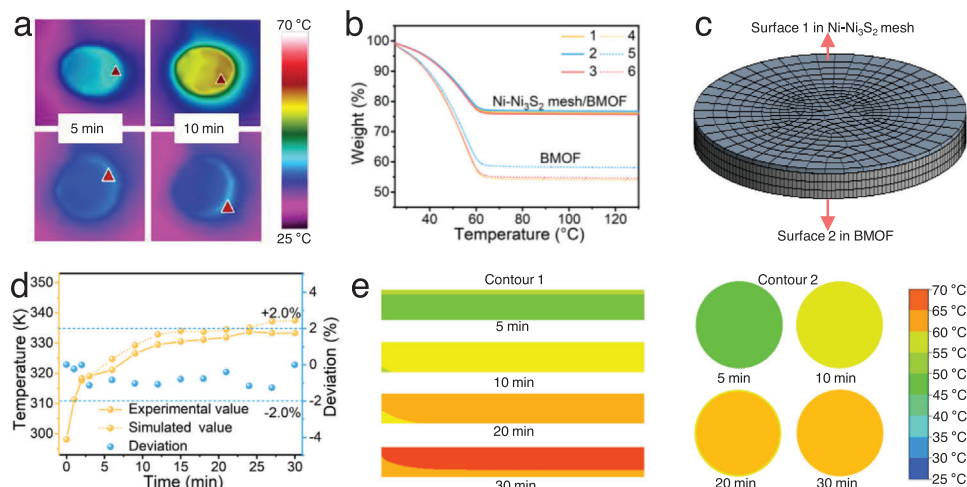 a
70 °C
5 min
10 min
25 °C
b
100
90
80
70
60
50
Weight (%)
1
4
2
5
3
6
Ni-Ni₃S₂ mesh/BMOF
BMOF
40
60
80
100
120
Temperature (°C)
c
Surface 1 in Ni-Ni₃S₂ mesh
Surface 2 in BMOF
d
350
340
330
320
310
300
Temperature (K)
+2.0%
-2.0%
Experimental value
Simulated value
Deviation
4
2
0
-2
-4
Deviation (%)
0
5
10
15
20
25
30
Time (min)
e
Contour 1
5 min
10 min
20 min
30 min
Contour 2
5 min
10 min
20 min
30 min
70 °C
65 °C
60 °C
55 °C
50 °C
45 °C
40 °C
35 °C
30 °C
25 °C